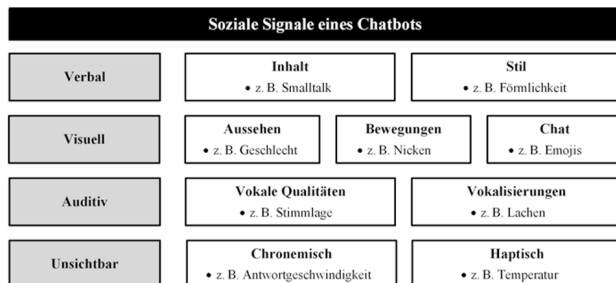 Soziale Signale eines Chatbots
Verbal
Inhalt
• z. B. Smalltalk
Stil
• z. B. Förmlichkeit
Visuell
Aussehen
• z. B. Geschlecht
Bewegungen
• z. B. Nicken
Chat
• z. B. Emojis
Auditiv
Vokale Qualitäten
• z. B. Stimmlage
Vokalisierungen
• z. B. Lachen
Unsichtbar
Chronemisch
• z. B. Antwortgeschwindigkeit
Haptisch
• z. B. Temperatur